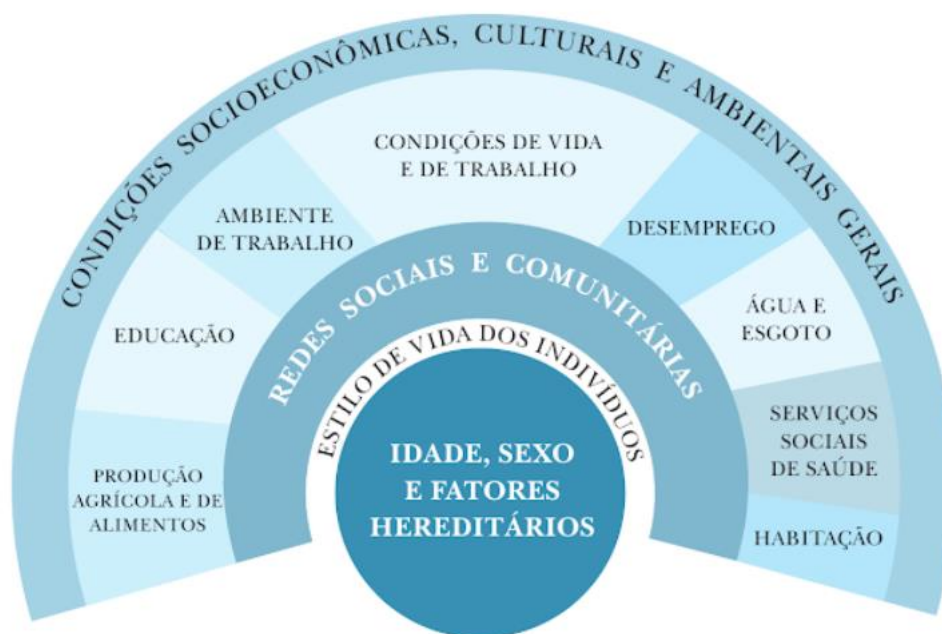 CONDIÇÕES SOCIOECONÔMICAS, CULTURAIS E AMBIENTAIS GERAIS
CONDIÇÕES DE VIDA
E DE TRABALHO
AMBIENTE
DE TRABALHO
DESEMPREGO
EDUCAÇÃO
ÁGUA E
ESGOTO
PRODUÇÃO
AGRÍCOLA E DE
ALIMENTOS
SERVIÇOS
SOCIAIS
DE SAÚDE
HABITAÇÃO
REDES SOCIAIS E COMUNITÁRIAS
ESTILO DE VIDA DOS INDIVÍDUOS
IDADE, SEXO
E FATORES
HEREDITÁRIOS